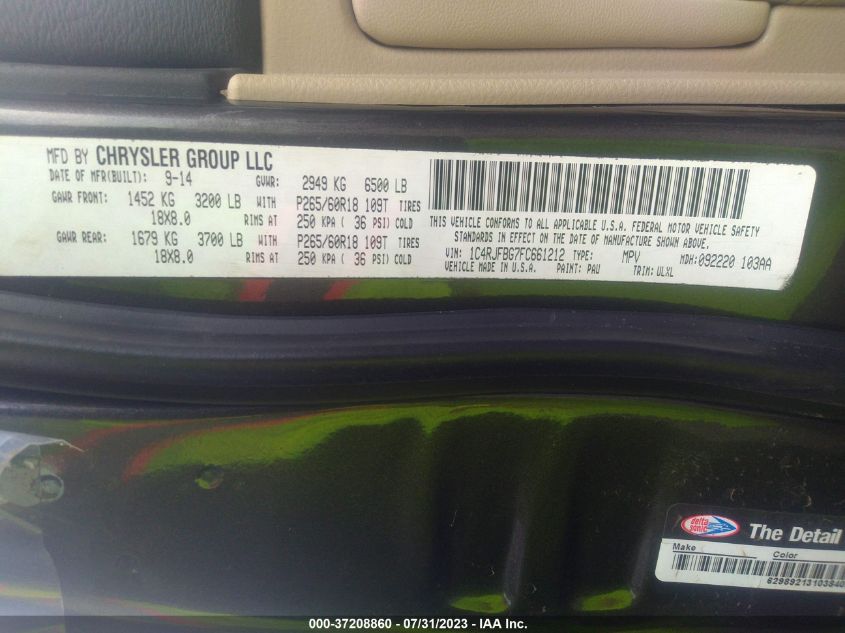 MFD BY CHRYSLER GROUP LLC
DATE OF MFR(BUILT): 9-14 GVWR: 2949 KG 6500 LB
GAWR FRONT: 1452 KG 3200 LB WITH P265/60R18 109T TIRES
18X8.0 RIMS AT 250 KPA ( 36 PSI) COLD
GAWR REAR: 1679 KG 3700 LB WITH P265/60R18 109T TIRES
18X8.0 RIMS AT 250 KPA ( 36 PSI) COLD
THIS VEHICLE CONFORMS TO ALL APPLICABLE U.S.A. FEDERAL MOTOR VEHICLE SAFETY
STANDARDS IN EFFECT ON THE DATE OF MANUFACTURE SHOWN ABOVE.
VIN: 1C4RJFBG7FC661212 TYPE: MPV MDH:092220 103AA
VEHICLE MADE IN U.S.A. PAINT: PAU TRIM: ULXL
delta sonic The Detail
Make Color
6298921310384
000-37208860 - 07/31/2023 - IAA Inc.